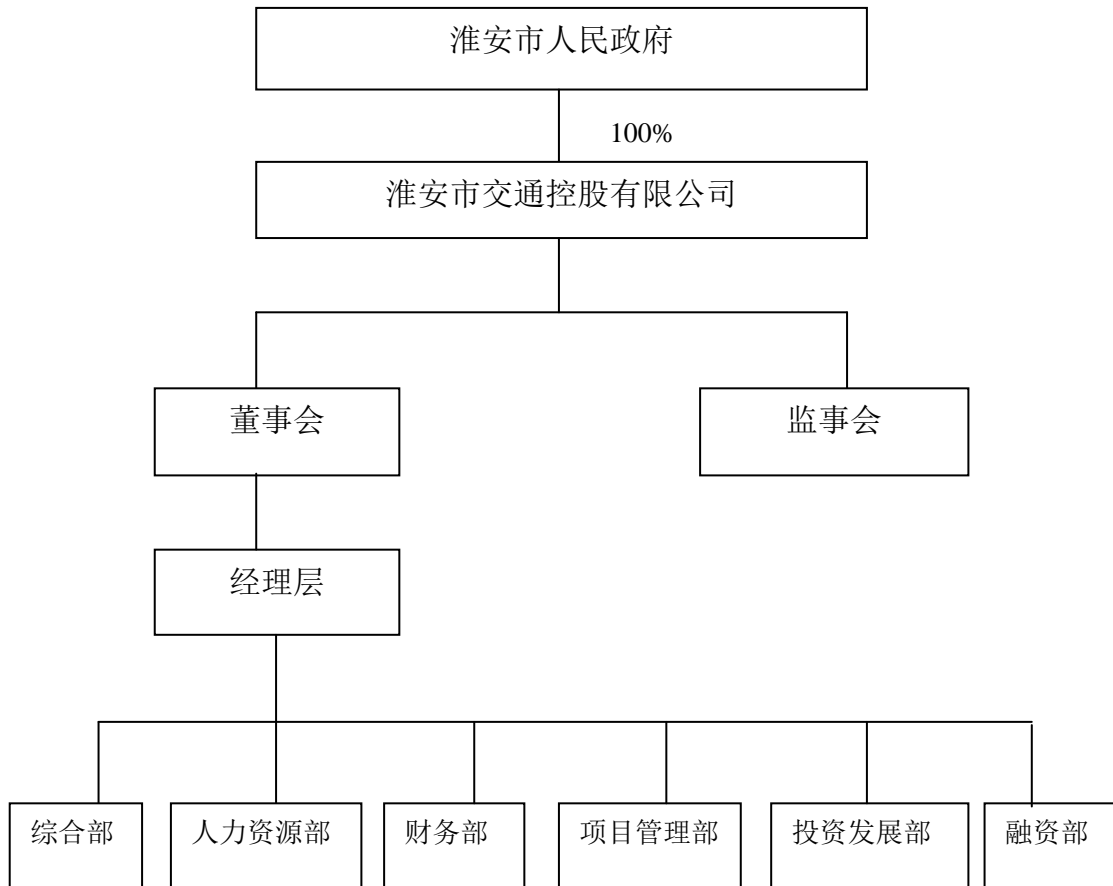 淮安市人民政府
100%
淮安市交通控股有限公司
董事会
监事会
经理层
综合部
人力资源部
财务部
项目管理部
投资发展部
融资部